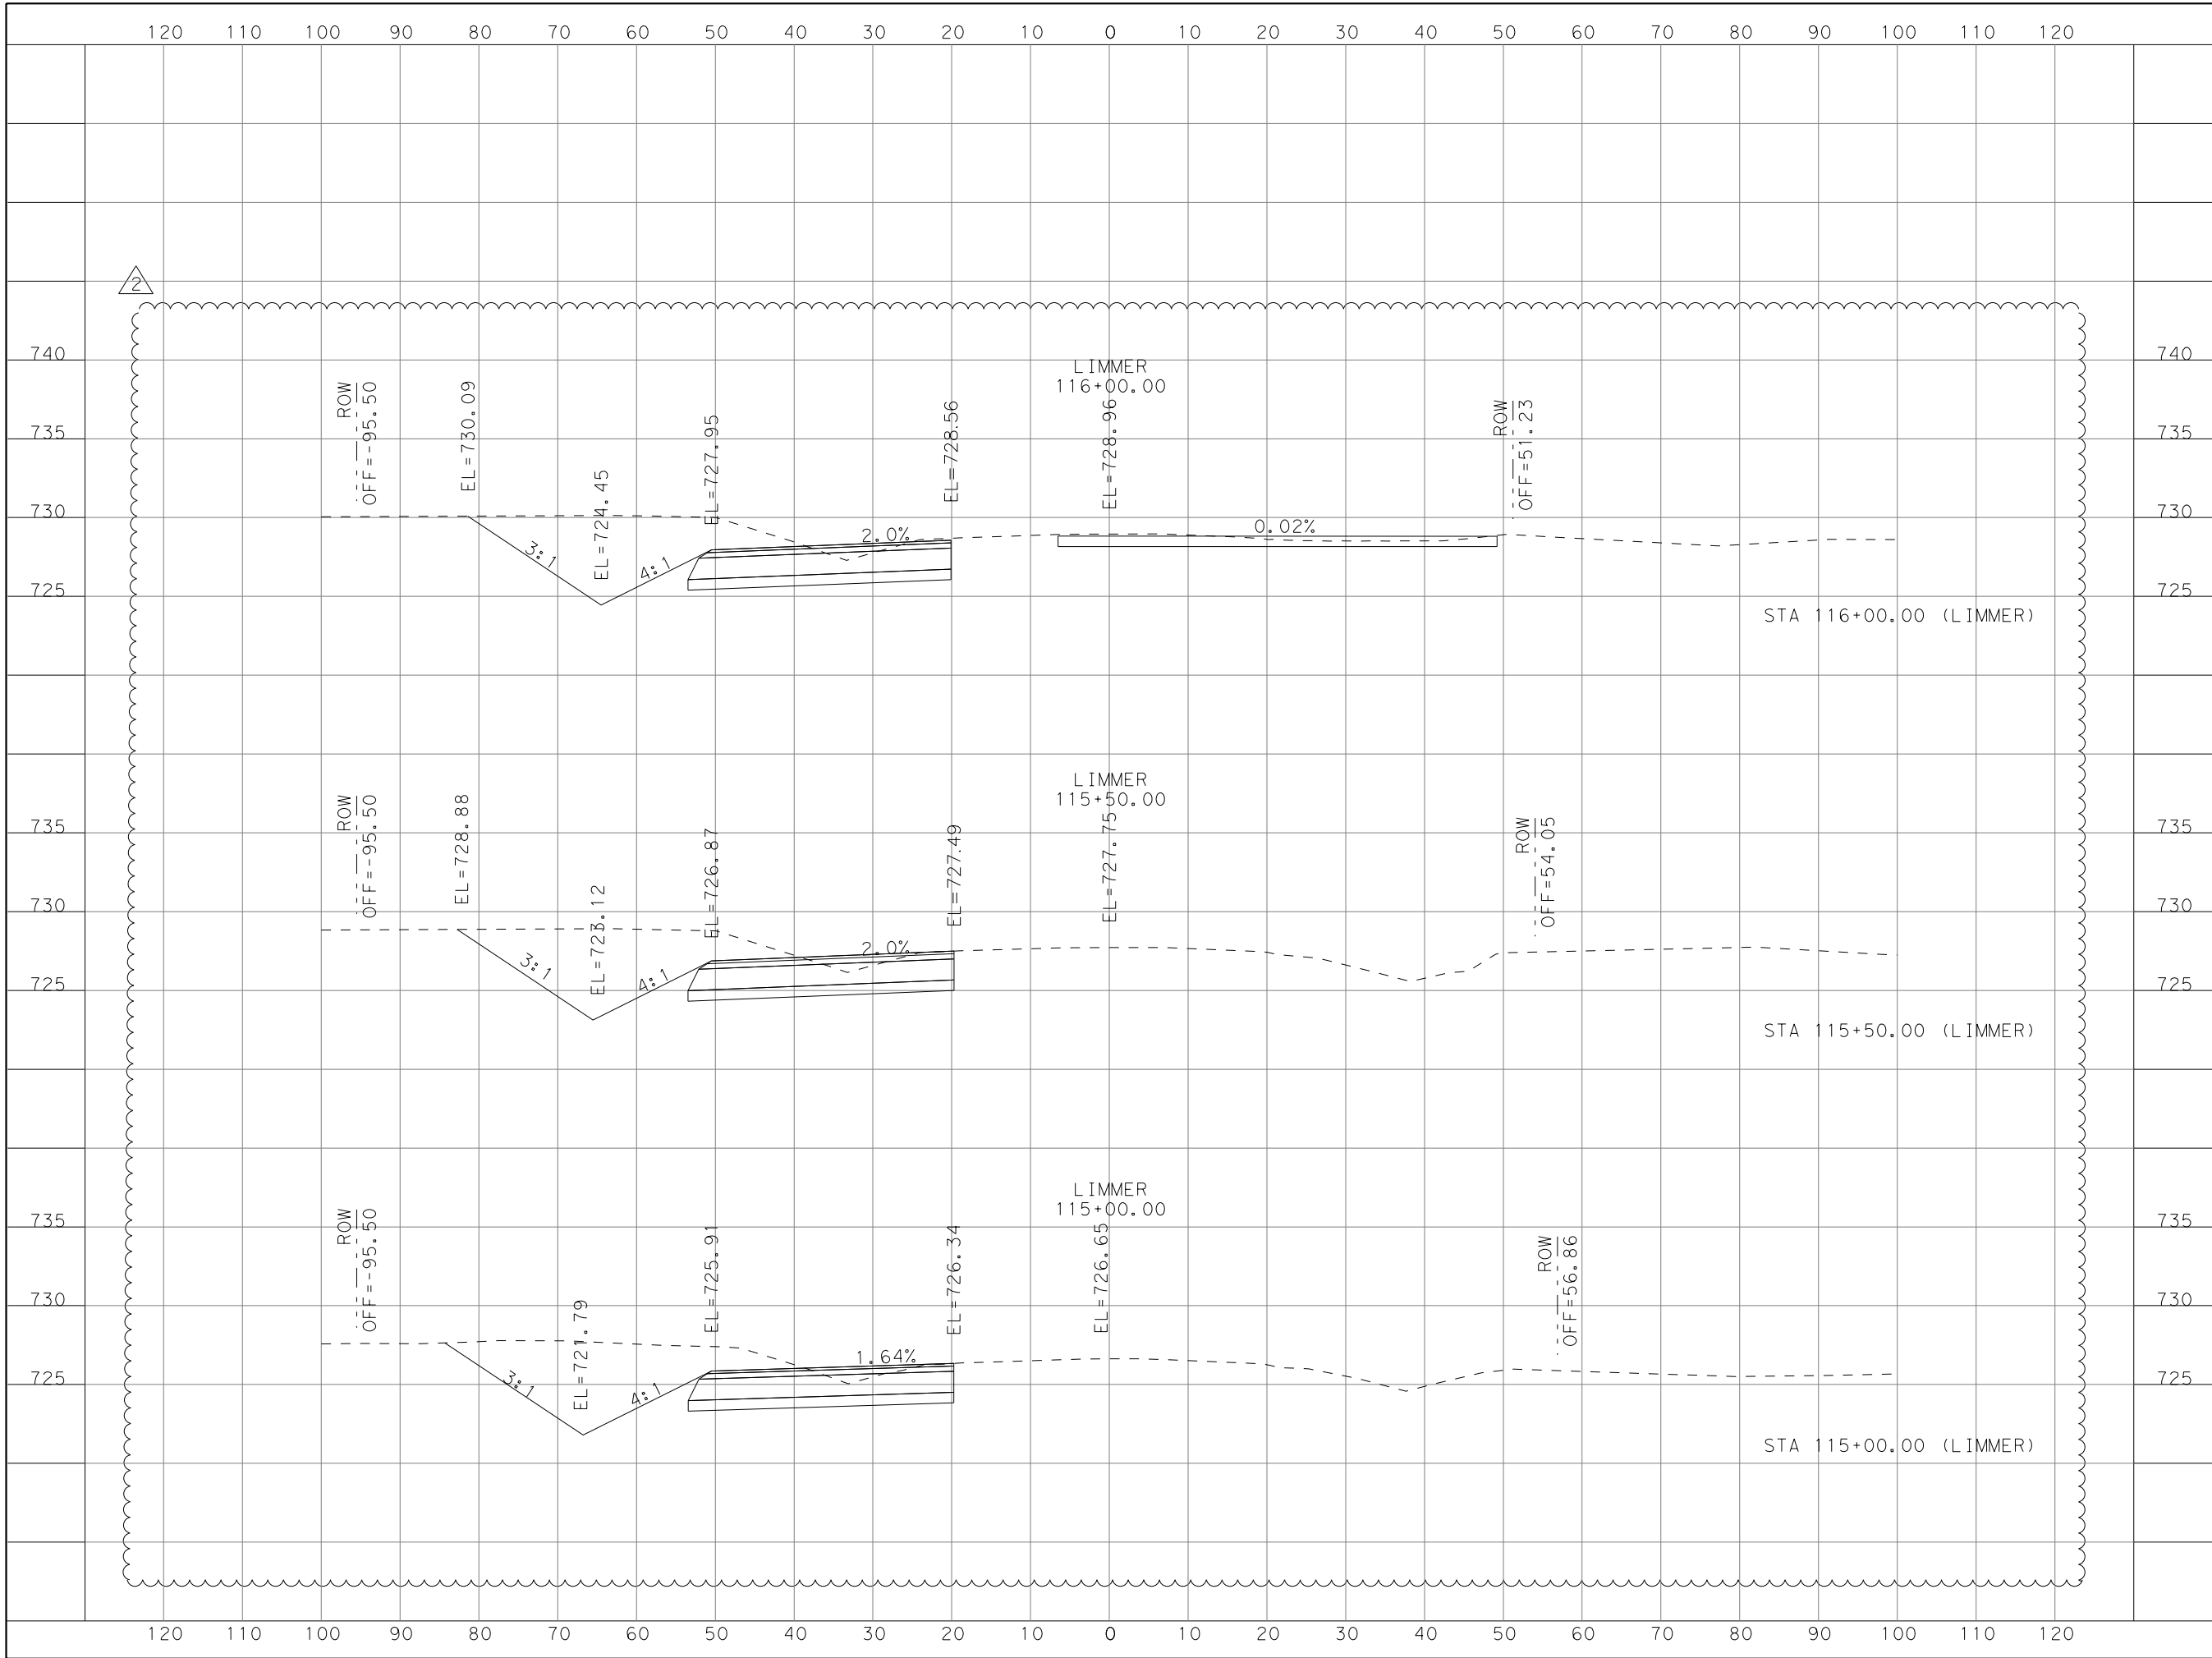 120 110 100 90 80 70 60 50 40 30 20 10 0 10 20 30 40 50 60 70 80 90 100 110 120
2
740 740
LIMMER
116+00.00
ROW
OFF=-95.50
EL=730.09
EL=724.45
EL=727.95
EL=728.56
EL=728.96
ROW
OFF=51.23
735 735
730 730
3:1
4:1
2.0%
0.02%
725 725
STA 116+00.00 (LIMMER)
LIMMER
115+50.00
ROW
OFF=-95.50
EL=728.88
EL=723.12
EL=726.87
EL=727.49
EL=727.75
ROW
OFF=54.05
735 735
730 730
3:1
4:1
2.0%
725 725
STA 115+50.00 (LIMMER)
LIMMER
115+00.00
ROW
OFF=-95.50
EL=721.79
EL=725.91
EL=726.34
EL=726.65
ROW
OFF=56.86
735 735
730 730
3:1
4:1
1.64%
725 725
STA 115+00.00 (LIMMER)
120 110 100 90 80 70 60 50 40 30 20 10 0 10 20 30 40 50 60 70 80 90 100 110 120